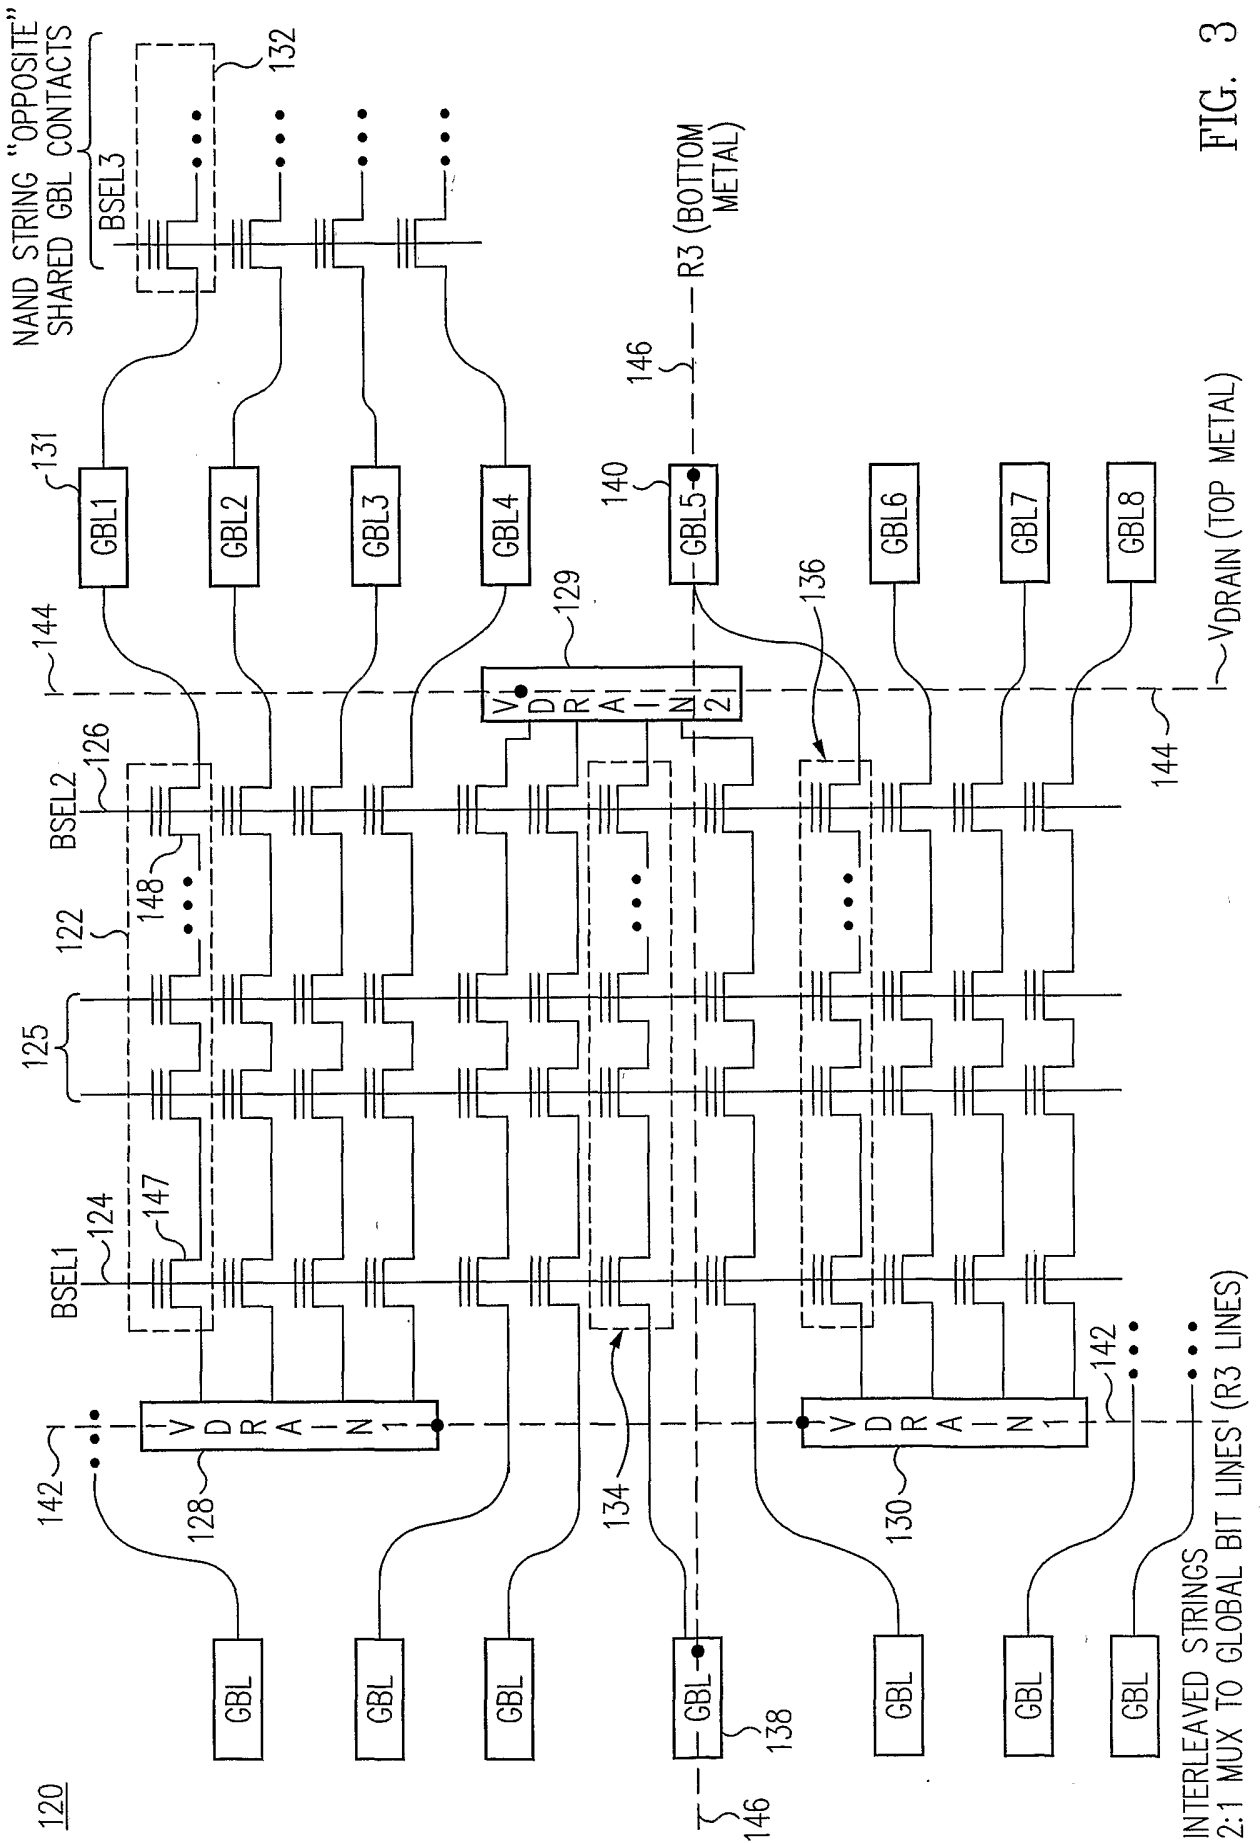 120
NAND STRING "OPPOSITE"
SHARED GBL CONTACTS
BSEL1
124
147
125
122
148
BSEL2
126
144
BSEL3
132
142
128
VDRAIN1
GBL
GBL
GBL
GBL
138
146
GBL
GBL
GBL
134
VDRAIN1
130
142
VDRAIN2
129
136
GBL1
131
GBL2
GBL3
GBL4
GBL5
140
146
R3 (BOTTOM
METAL)
GBL6
GBL7
GBL8
144
VDRAIN (TOP METAL)
INTERLEAVED STRINGS
2:1 MUX TO GLOBAL BIT LINES' (R3 LINES)
FIG. 3